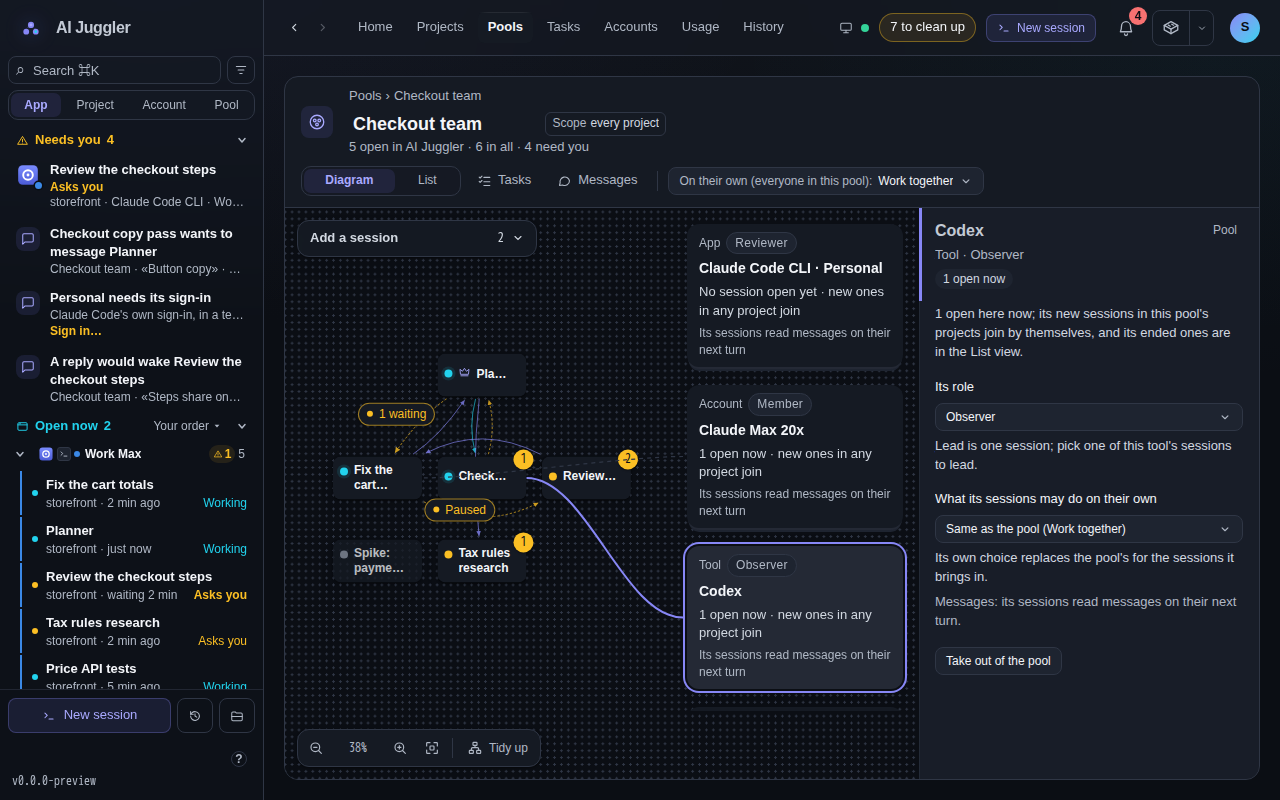 AI Juggler
Search ⌘K
App
Project
Account
Pool
Needs you 4
Review the checkout steps
Asks you
storefront · Claude Code CLI · Wo…
Checkout copy pass wants to
message Planner
Checkout team · «Button copy» · …
Personal needs its sign-in
Claude Code's own sign-in, in a te…
Sign in…
A reply would wake Review the
checkout steps
Checkout team · «Steps share on…
Open now 2
Your order
Work Max
1
5
Fix the cart totals
storefront · 2 min ago
Working
Planner
storefront · just now
Working
Review the checkout steps
storefront · waiting 2 min
Asks you
Tax rules research
storefront · 2 min ago
Asks you
Price API tests
storefront · 5 min ago
Working
New session
?
v0.0.0-preview
Home
Projects
Pools
Tasks
Accounts
Usage
History
7 to clean up
New session
4
S
Pools › Checkout team
Checkout team
Scope every project
5 open in AI Juggler · 6 in all · 4 need you
Diagram
List
Tasks
Messages
On their own (everyone in this pool): Work together
Add a session
2
Pla…
1 waiting
Fix the
cart…
1
Check…
2
Review…
Paused
Spike:
payme…
1
Tax rules
research
App
Reviewer
Claude Code CLI · Personal
No session open yet · new ones
in any project join
Its sessions read messages on their
next turn
Account
Member
Claude Max 20x
1 open now · new ones in any
project join
Its sessions read messages on their
next turn
Tool
Observer
Codex
1 open now · new ones in any
project join
Its sessions read messages on their
next turn
38%
Tidy up
Codex
Pool
Tool · Observer
1 open now
1 open here now; its new sessions in this pool's
projects join by themselves, and its ended ones are
in the List view.
Its role
Observer
Lead is one session; pick one of this tool's sessions
to lead.
What its sessions may do on their own
Same as the pool (Work together)
Its own choice replaces the pool's for the sessions it
brings in.
Messages: its sessions read messages on their next
turn.
Take out of the pool